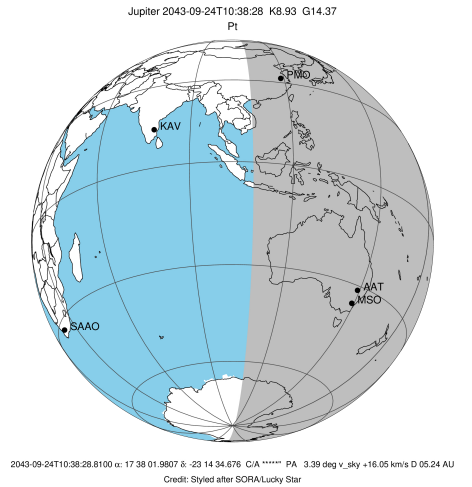 Jupiter 2043-09-24T10:38:28 K8.93 G14.37
Pt
PMO
KAV
AAT
MSO
SAAO
2043-09-24T10:38:28.8100 α: 17 38 01.9807 δ: -23 14 34.676 C/A *****" PA 3.39 deg v_sky +16.05 km/s D 05.24 AU
Credit: Styled after SORA/Lucky Star